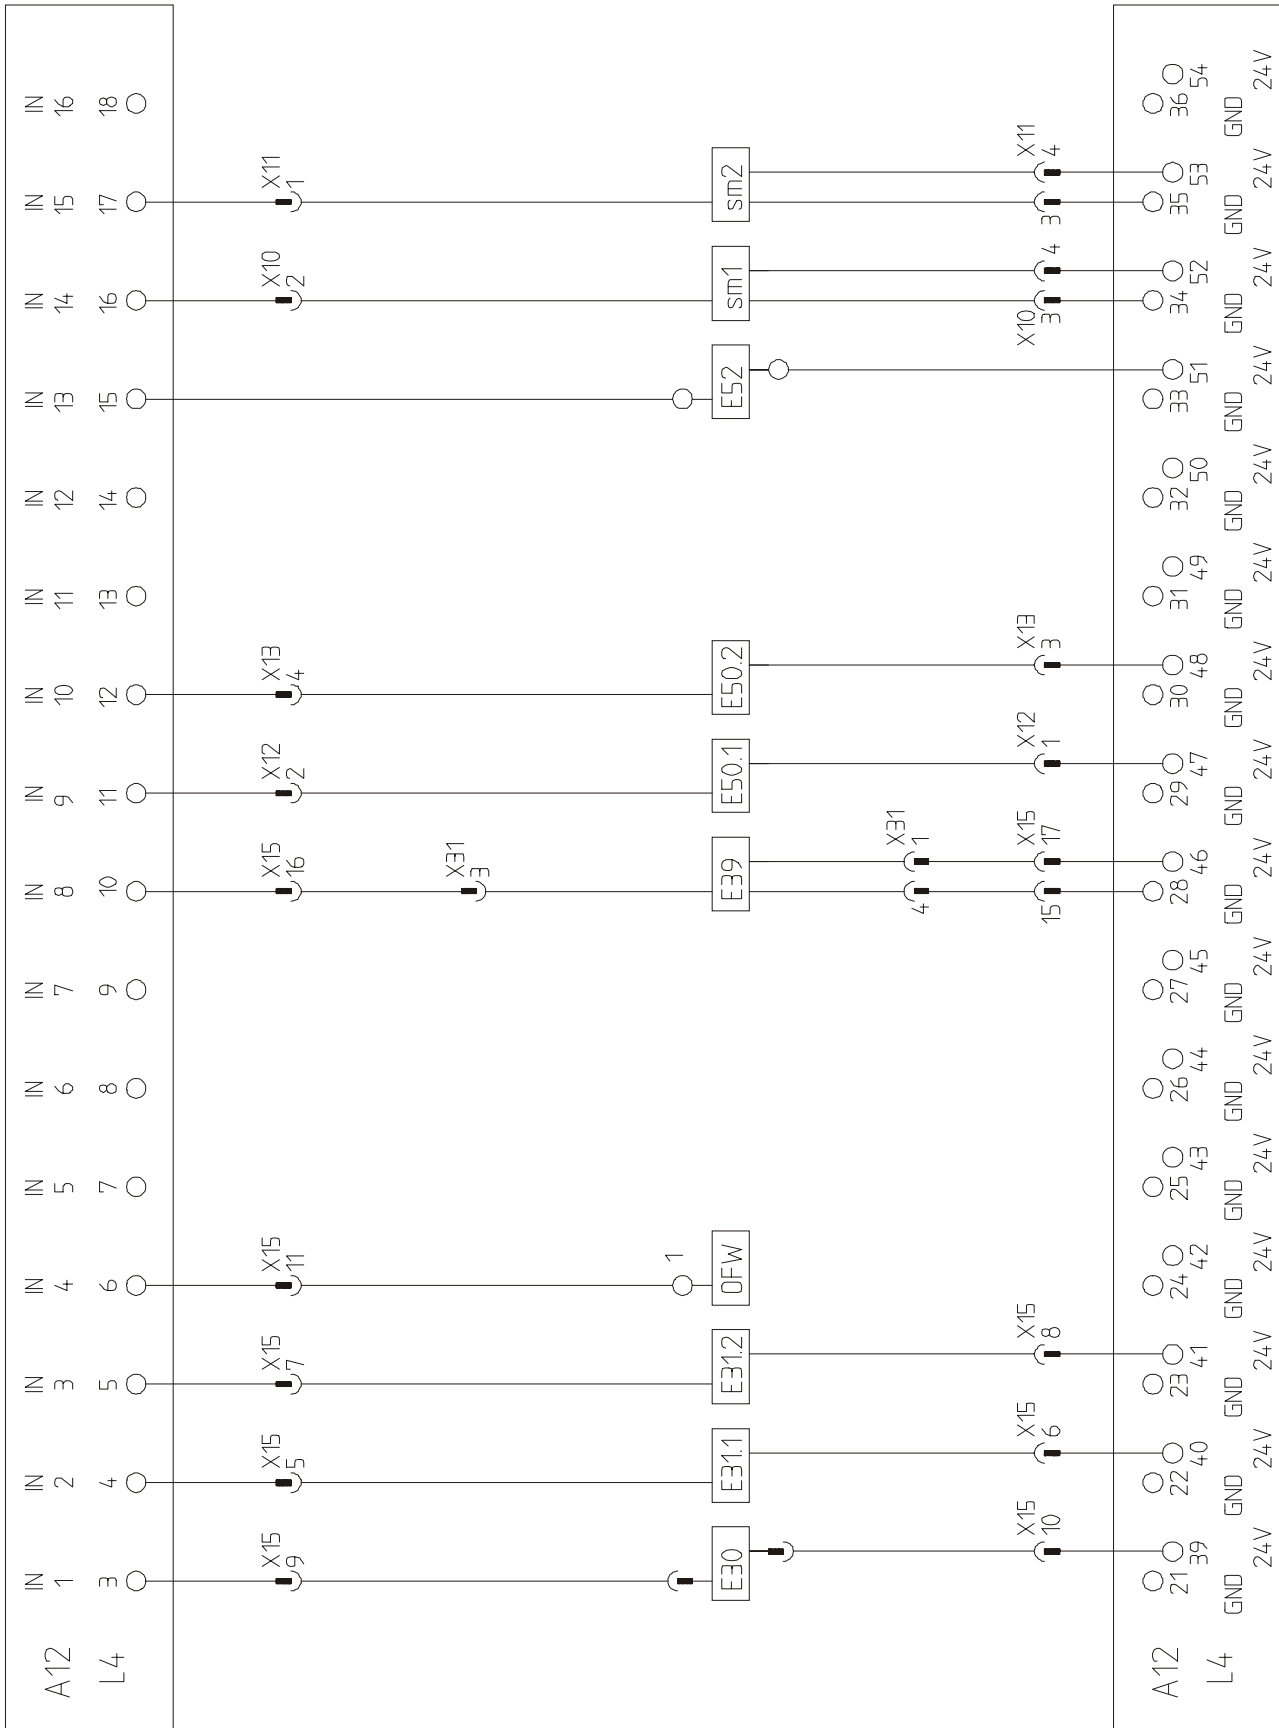 A12 IN IN IN IN IN IN IN IN IN IN IN IN IN IN IN IN
1 2 3 4 5 6 7 8 9 10 11 12 13 14 15 16
L4 3 4 5 6 7 8 9 10 11 12 13 14 15 16 17 18
X15 X15 X15 X15 X15 X12 X13 X10 X11
9 5 7 11 16 2 4 2 1
X31
3
1
E30 E31.1 E31.2 OFW E39 E50.1 E50.2 E52 sm1 sm2
X31
4 1
X15 X15 X15 X15 X12 X13 X10 X11
10 6 8 15 17 1 3 3 4 3 4
A12 21 22 23 24 25 26 27 28 29 30 31 32 33 34 35 36
39 40 41 42 43 44 45 46 47 48 49 50 51 52 53 54
L4 GND GND GND GND GND GND GND GND GND GND GND GND GND GND GND GND
24V 24V 24V 24V 24V 24V 24V 24V 24V 24V 24V 24V 24V 24V 24V 24V